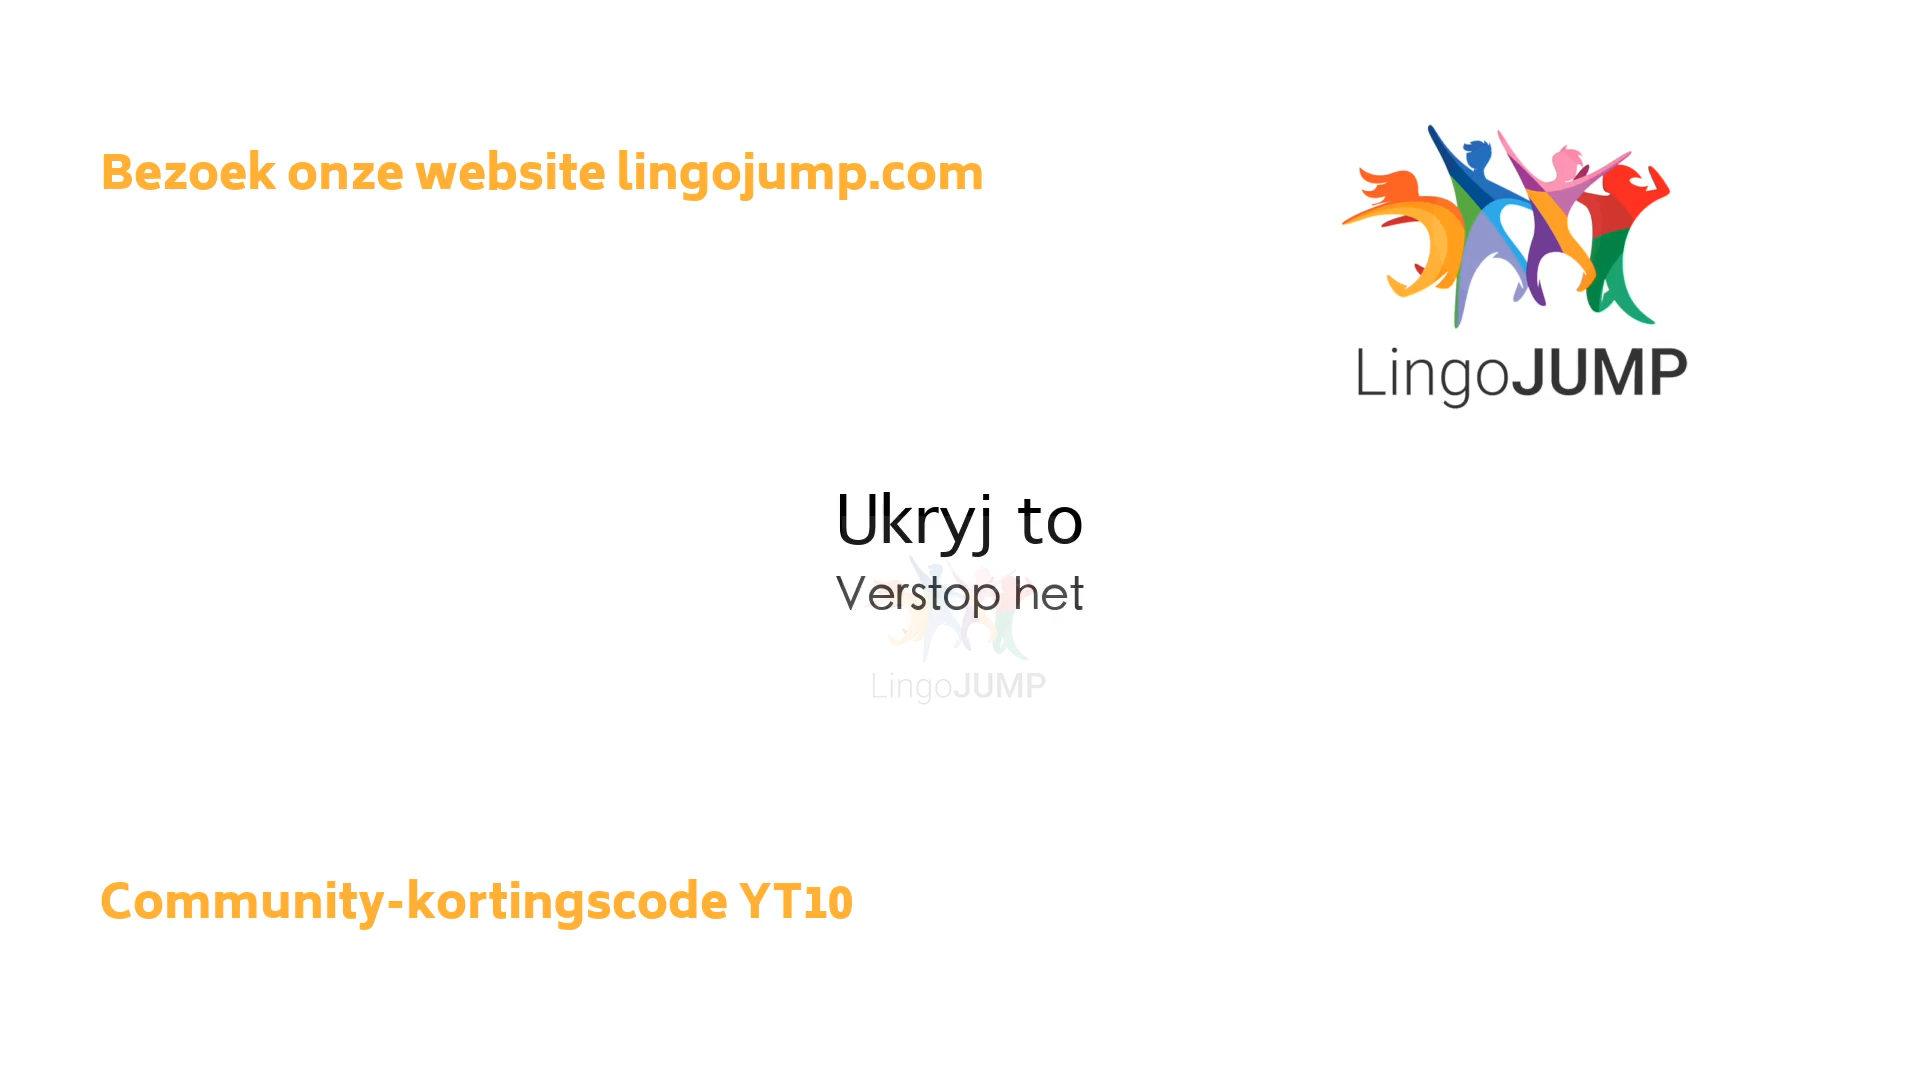 Bezoek onze website lingojump.com
LingoJUMP
Ukryj to
Verstop het
LingoJUMP
Community-kortingscode YT10